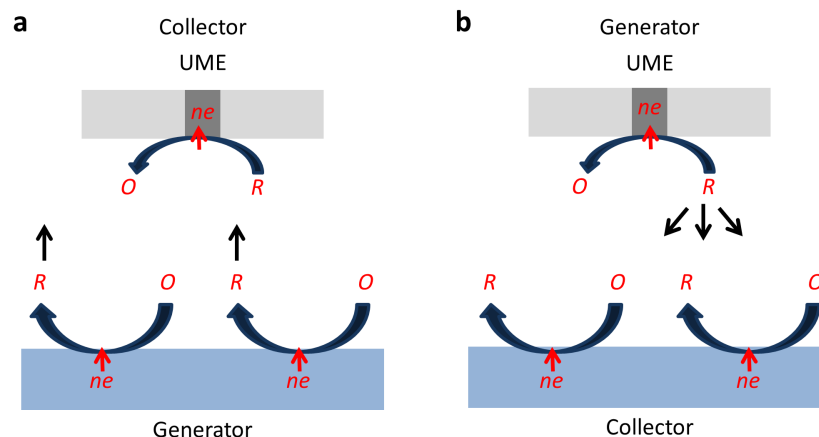 a
Collector
UME
ne
O R
R O R O
ne ne
Generator
b
Generator
UME
ne
O R
R O R O
ne ne
Collector